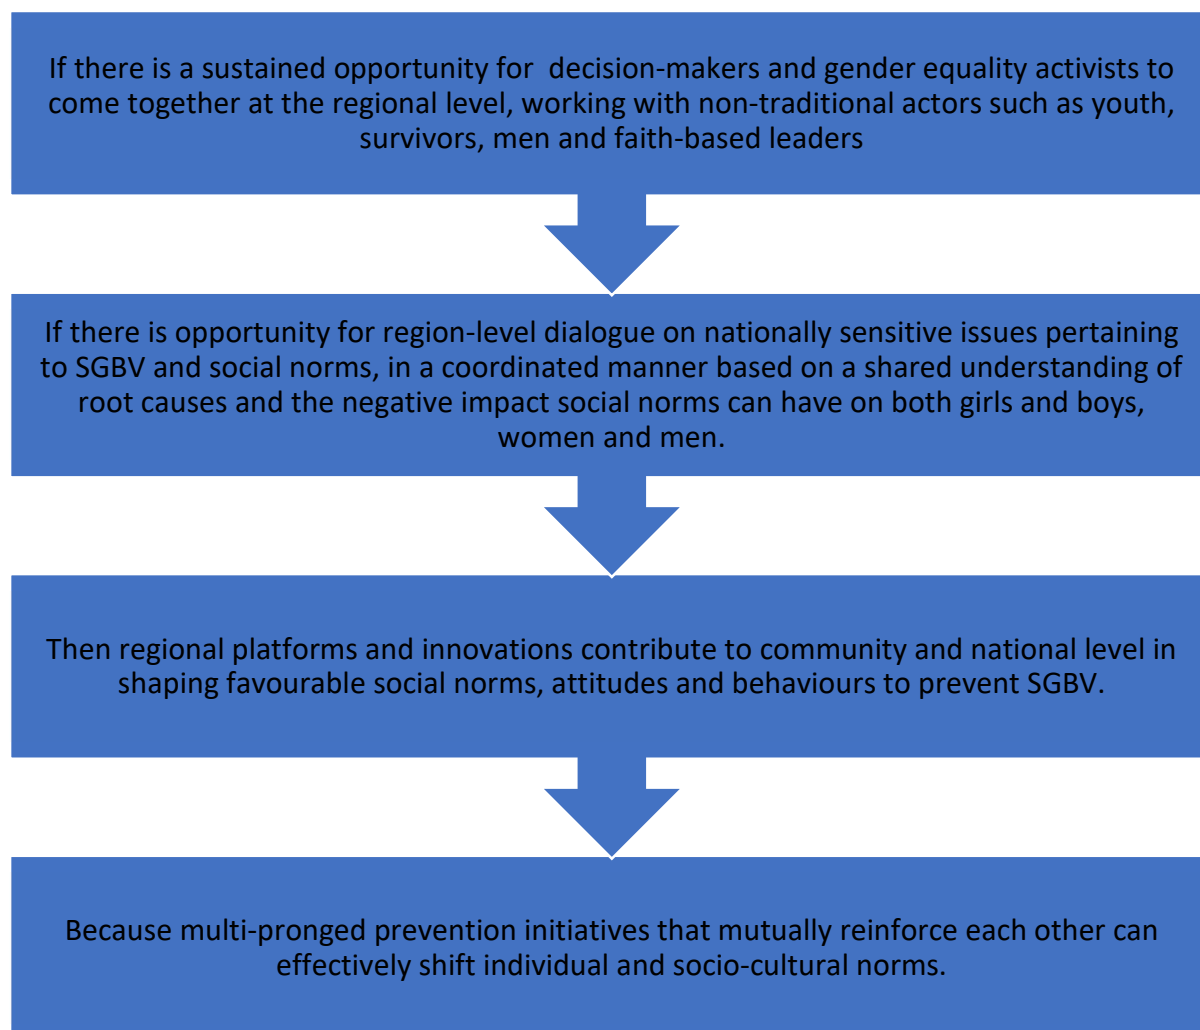 If there is a sustained opportunity for  decision-makers and gender equality activists to
come together at the regional level, working with non-traditional actors such as youth,
survivors, men and faith-based leaders
If there is opportunity for region-level dialogue on nationally sensitive issues pertaining
to SGBV and social norms, in a coordinated manner based on a shared understanding of
root causes and the negative impact social norms can have on both girls and boys,
women and men.
Then regional platforms and innovations contribute to community and national level in
shaping favourable social norms, attitudes and behaviours to prevent SGBV.
Because multi-pronged prevention initiatives that mutually reinforce each other can
effectively shift individual and socio-cultural norms.